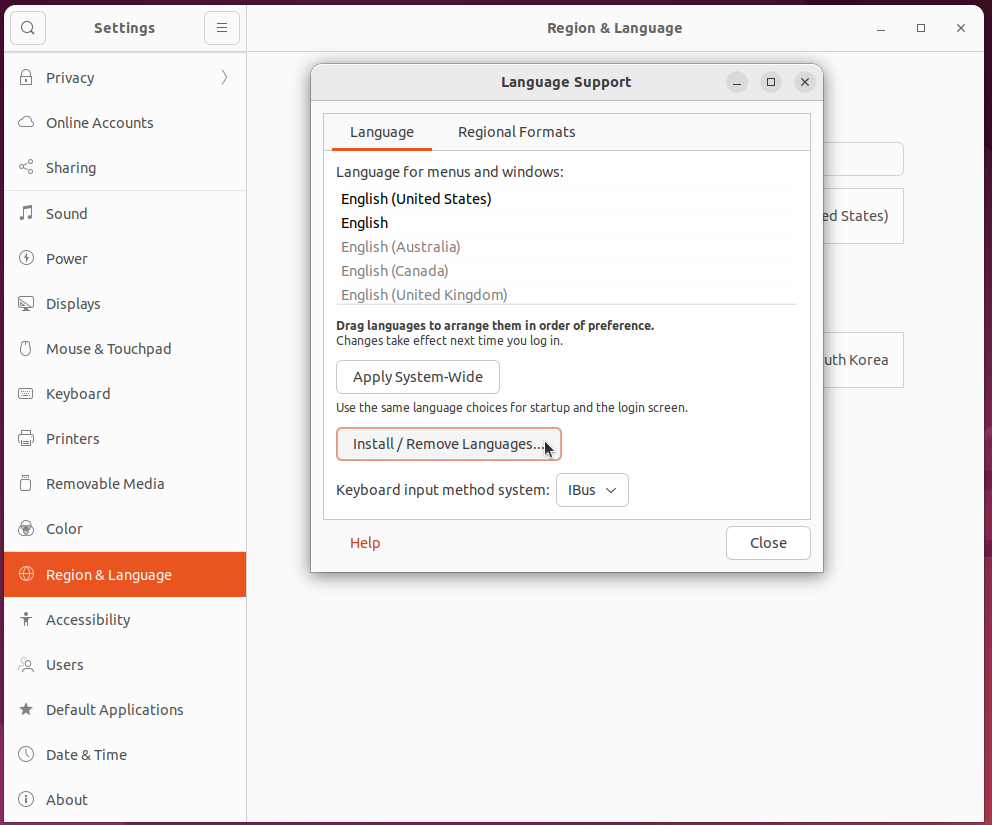 Settings
Region & Language
Privacy
Online Accounts
Sharing
Sound
Power
Displays
Mouse & Touchpad
Keyboard
Printers
Removable Media
Color
Region & Language
Accessibility
Users
Default Applications
Date & Time
About
Language Support
Language Regional Formats
Language for menus and windows:
English (United States)
English
English (Australia)
English (Canada)
English (United Kingdom)
Drag languages to arrange them in order of preference.
Changes take effect next time you log in.
Apply System-Wide
Use the same language choices for startup and the login screen.
Install / Remove Languages...
Keyboard input method system: IBus
Help Close
ed States)
uth Korea